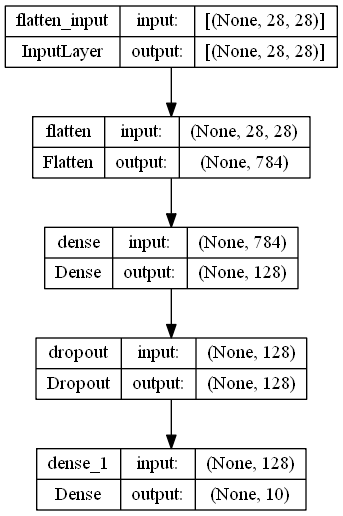 flatten_input input: [(None, 28, 28)]
InputLayer output: [(None, 28, 28)]
flatten input: (None, 28, 28)
Flatten output: (None, 784)
dense input: (None, 784)
Dense output: (None, 128)
dropout input: (None, 128)
Dropout output: (None, 128)
dense_1 input: (None, 128)
Dense output: (None, 10)